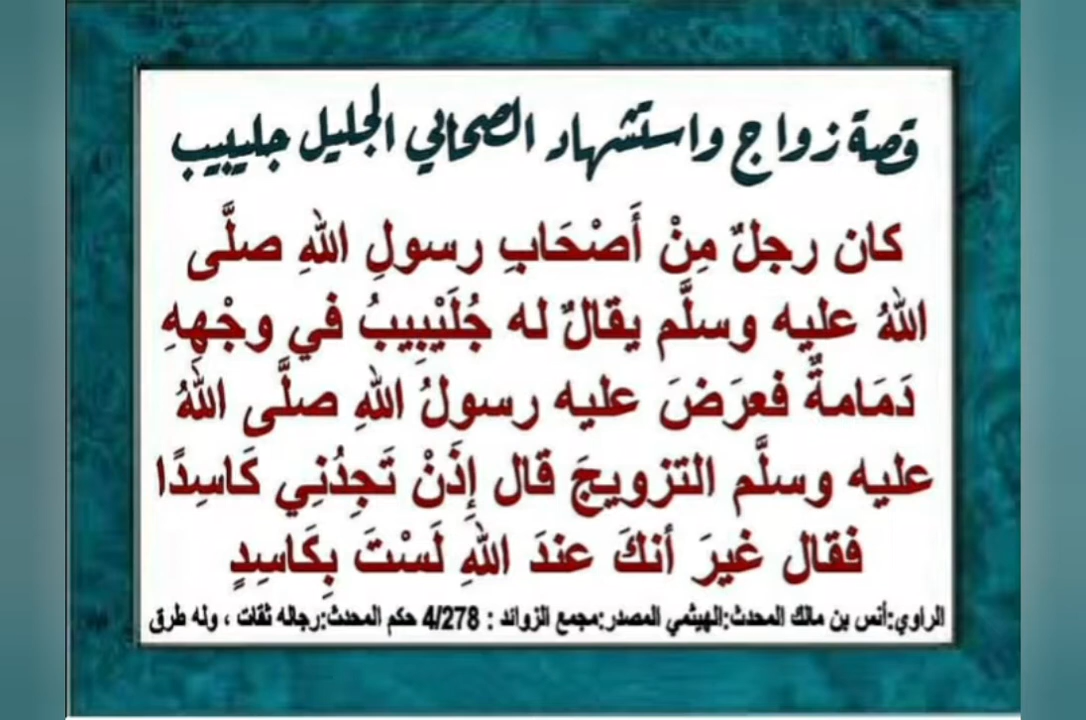 قصة زواج واستشهاد الصحابي الجليل جليبيب
كان رجلٌ مِنْ أَصْحَابِ رسولِ اللهِ صلَّى
اللهُ عليه وسلَّم يقالُ له جُلَيْبِيبُ في وجْهِهِ
دَمَامةٌ فعرَضَ عليه رسولُ اللهِ صلَّى اللهُ
عليه وسلَّم التزويجَ قال إِذَنْ تَجِدُنِي كَاسِدًا
فقال غيرَ أنكَ عندَ اللهِ لَسْتَ بِكَاسِدٍ
الراوي:أنس بن مالك المحدث:الهيثمي المصدر:مجمع الزوائد : 4/278 حكم المحدث:رجاله ثقات ، وله طرق